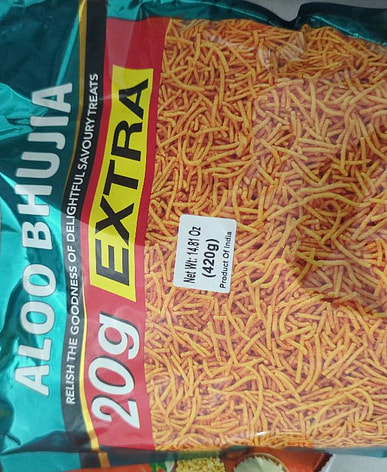 ALOO BHUJIA
RELISH THE GOODNESS OF DELIGHTFUL SAVOURY TREATS
20g EXTRA
Net Wt: 14.81 Oz
(420g)
Product Of India